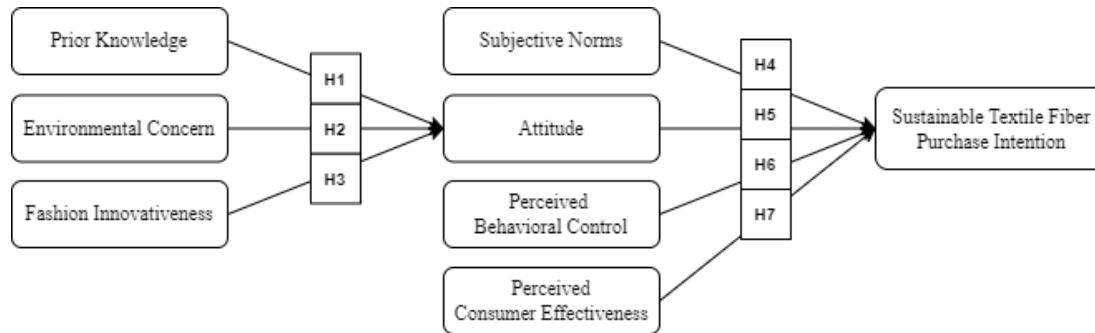 Prior Knowledge
Environmental Concern
Fashion Innovativeness
H1
H2
H3
Subjective Norms
Attitude
Perceived
Behavioral Control
Perceived
Consumer Effectiveness
H4
H5
H6
H7
Sustainable Textile Fiber
Purchase Intention